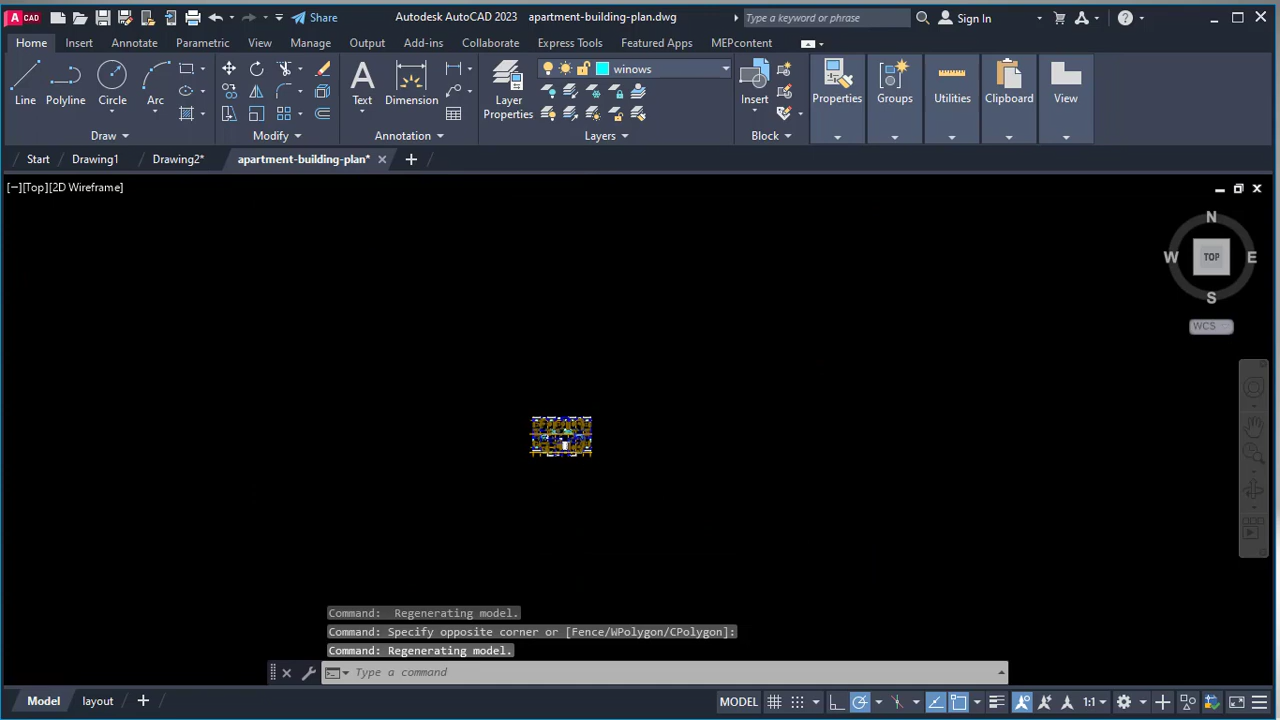 CAD Share Autodesk AutoCAD 2023 apartment-building-plan.dwg Type a keyword or phrase Sign In
Home Insert Annotate Parametric View Manage Output Add-ins Collaborate Express Tools Featured Apps MEPcontent
winows
Line Polyline Circle Arc Text Dimension Layer Properties Insert Properties Groups Utilities Clipboard View
Draw Modify Annotation Layers Block
Start Drawing1 Drawing2* apartment-building-plan*
[−][Top][2D Wireframe]
N
W TOP E
S
WCS
Command:  Regenerating model.
Command: Specify opposite corner or [Fence/WPolygon/CPolygon]:
Command: Regenerating model.
Type a command
Model layout MODEL 1:1